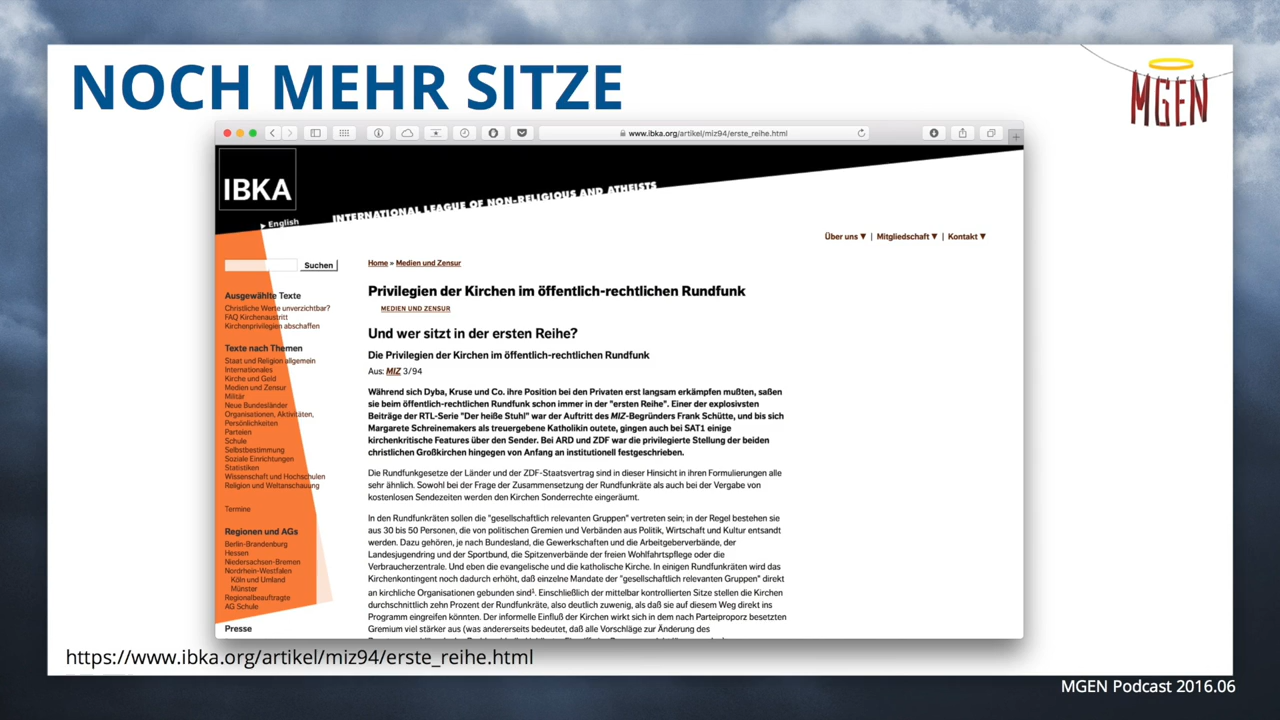 NOCH MEHR SITZE
MGEN
www.ibka.org/artikel/miz94/erste_reihe.html
IBKA
INTERNATIONAL LEAGUE OF NON-RELIGIOUS AND ATHEISTS
▸ English
Über uns ▼ | Mitgliedschaft ▼ | Kontakt ▼
Suchen
Ausgewählte Texte
Christliche Werte unverzichtbar?
FAQ Kirchenaustritt
Kirchenprivilegien abschaffen
Texte nach Themen
Staat und Religion allgemein
Internationales
Kirche und Geld
Medien und Zensur
Militär
Neue Bundesländer
Organisationen, Aktivitäten,
Persönlichkeiten
Parteien
Schule
Selbstbestimmung
Soziale Einrichtungen
Statistiken
Wissenschaft und Hochschulen
Religion und Weltanschauung
Termine
Regionen und AGs
Berlin-Brandenburg
Hessen
Niedersachsen-Bremen
Nordrhein-Westfalen
Köln und Umland
Münster
Regionalbeauftragte
AG Schule
Presse
Home » Medien und Zensur
Privilegien der Kirchen im öffentlich-rechtlichen Rundfunk
MEDIEN UND ZENSUR
Und wer sitzt in der ersten Reihe?
Die Privilegien der Kirchen im öffentlich-rechtlichen Rundfunk
Aus: MIZ 3/94
Während sich Dyba, Kruse und Co. ihre Position bei den Privaten erst langsam erkämpfen mußten, saßen
sie beim öffentlich-rechtlichen Rundfunk schon immer in der "ersten Reihe". Einer der explosivsten
Beiträge der RTL-Serie "Der heiße Stuhl" war der Auftritt des MIZ-Begründers Frank Schütte, und bis sich
Margarete Schreinemakers als treuergebene Katholikin outete, gingen auch bei SAT1 einige
kirchenkritische Features über den Sender. Bei ARD und ZDF war die privilegierte Stellung der beiden
christlichen Großkirchen hingegen von Anfang an institutionell festgeschrieben.
Die Rundfunkgesetze der Länder und der ZDF-Staatsvertrag sind in dieser Hinsicht in ihren Formulierungen alle
sehr ähnlich. Sowohl bei der Frage der Zusammensetzung der Rundfunkräte als auch bei der Vergabe von
kostenlosen Sendezeiten werden den Kirchen Sonderrechte eingeräumt.
In den Rundfunkräten sollen die "gesellschaftlich relevanten Gruppen" vertreten sein; in der Regel bestehen sie
aus 30 bis 50 Personen, die von politischen Gremien und Verbänden aus Politik, Wirtschaft und Kultur entsandt
werden. Dazu gehören, je nach Bundesland, die Gewerkschaften und die Arbeitgeberverbände, der
Landesjugendring und der Sportbund, die Spitzenverbände der freien Wohlfahrtspflege oder die
Verbraucherzentrale. Und eben die evangelische und die katholische Kirche. In einigen Rundfunkräten wird das
Kirchenkontingent noch dadurch erhöht, daß einzelne Mandate der "gesellschaftlich relevanten Gruppen" direkt
an kirchliche Organisationen gebunden sind¹. Einschließlich der mittelbar kontrollierten Sitze stellen die Kirchen
durchschnittlich zehn Prozent der Rundfunkräte, also deutlich zuwenig, als daß sie auf diesem Weg direkt ins
Programm eingreifen könnten. Der informelle Einfluß der Kirchen wirkt sich in dem nach Parteiproporz besetzten
Gremium viel stärker aus (was andererseits bedeutet, daß alle Vorschläge zur Änderung des
https://www.ibka.org/artikel/miz94/erste_reihe.html
MGEN Podcast 2016.06